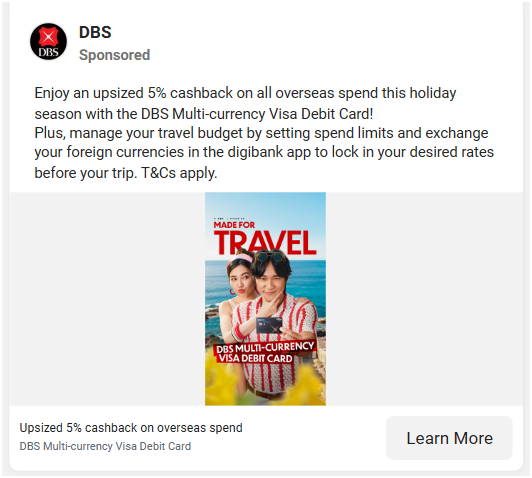 DBS
DBS
Sponsored
Enjoy an upsized 5% cashback on all overseas spend this holiday
season with the DBS Multi-currency Visa Debit Card!
Plus, manage your travel budget by setting spend limits and exchange
your foreign currencies in the digibank app to lock in your desired rates
before your trip. T&Cs apply.
MADE FOR
TRAVEL
DBS MULTI-CURRENCY
VISA DEBIT CARD
Upsized 5% cashback on overseas spend
DBS Multi-currency Visa Debit Card
Learn More